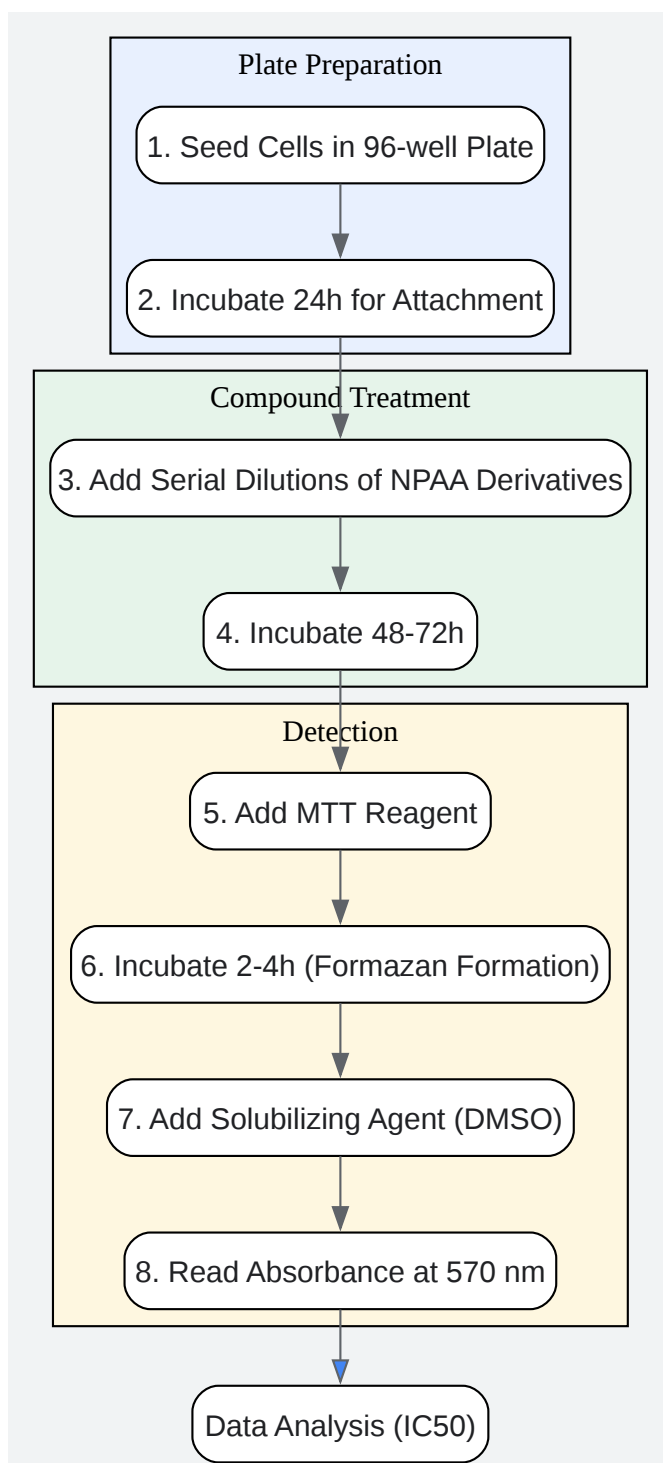 Plate Preparation
1. Seed Cells in 96-well Plate
2. Incubate 24h for Attachment
Compound Treatment
3. Add Serial Dilutions of NPAA Derivatives
4. Incubate 48-72h
Detection
5. Add MTT Reagent
6. Incubate 2-4h (Formazan Formation)
7. Add Solubilizing Agent (DMSO)
8. Read Absorbance at 570 nm
Data Analysis (IC50)